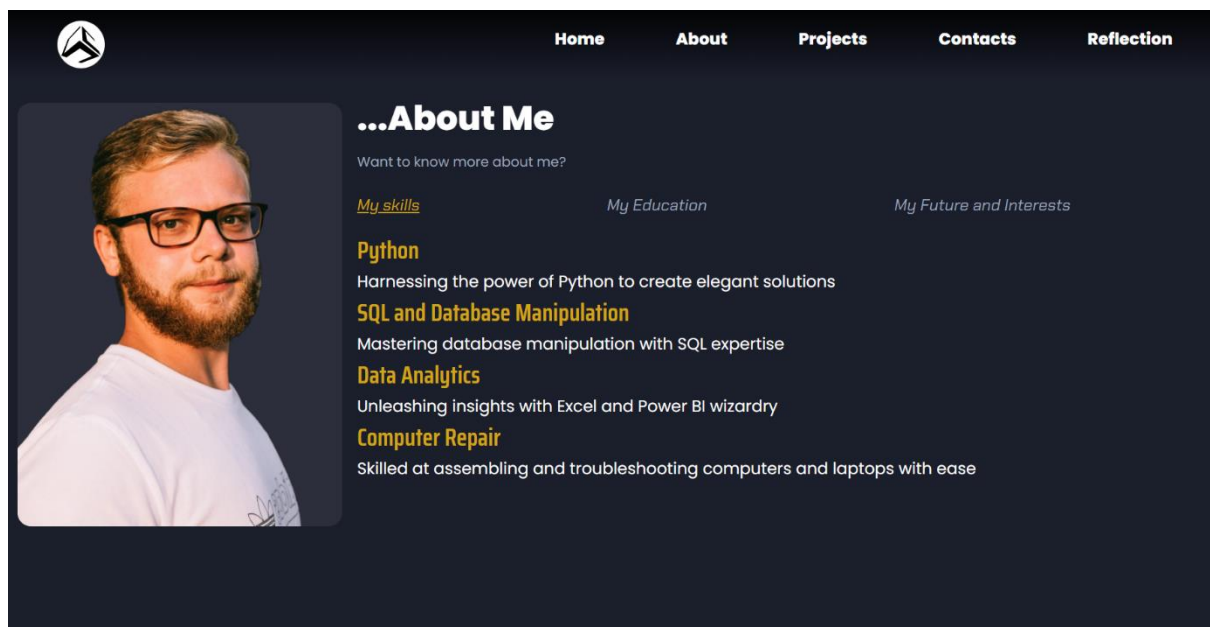 Home About Projects Contacts Reflection
...About Me
Want to know more about me?
My skills My Education My Future and Interests
Python
Harnessing the power of Python to create elegant solutions
SQL and Database Manipulation
Mastering database manipulation with SQL expertise
Data Analytics
Unleashing insights with Excel and Power BI wizardry
Computer Repair
Skilled at assembling and troubleshooting computers and laptops with ease